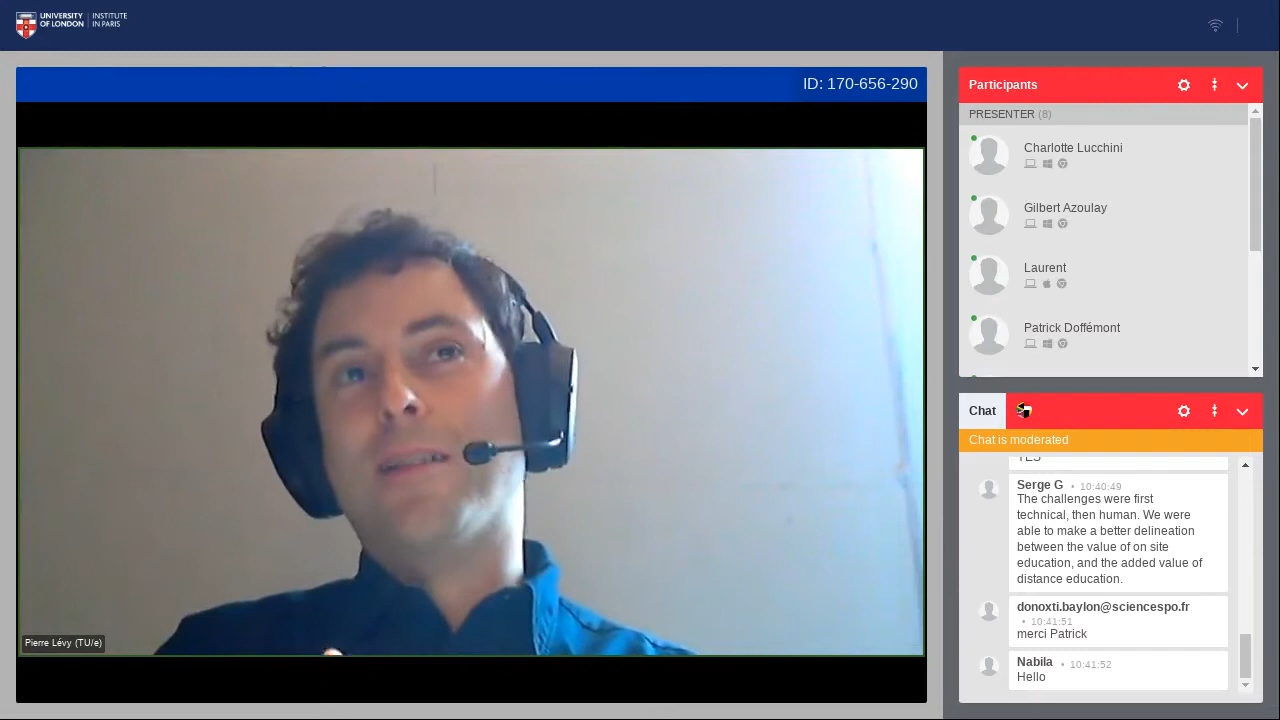 UNIVERSITY OF LONDON
INSTITUTE IN PARIS
ID: 170-656-290
Pierre Lévy (TU/e)
Participants
PRESENTER (8)
Charlotte Lucchini
Gilbert Azoulay
Laurent
Patrick Doffémont
Chat
Chat is moderated
YES
Serge G • 10:40:49
The challenges were first
technical, then human. We were
able to make a better delineation
between the value of on site
education, and the added value of
distance education.
donoxti.baylon@sciencespo.fr
• 10:41:51
merci Patrick
Nabila • 10:41:52
Hello